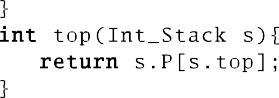 }
int top(Int_Stack s){
return s.P[s.top];
}